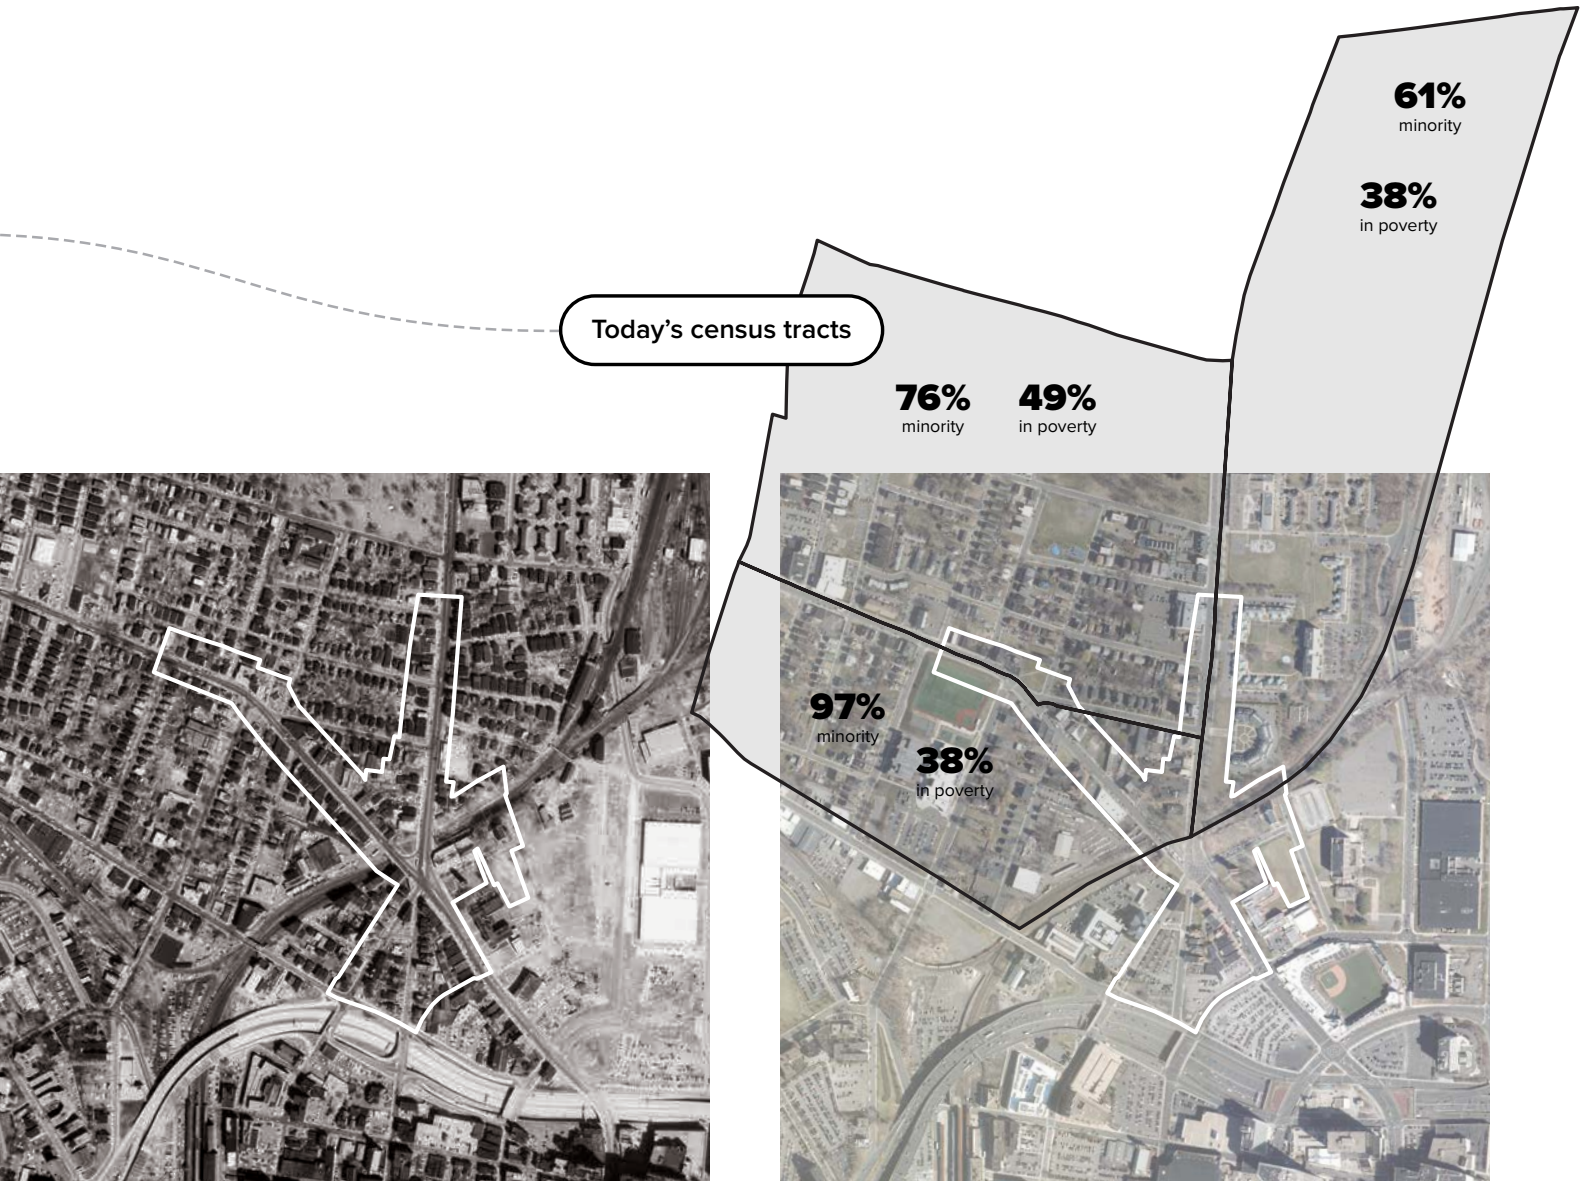 61%
minority
38%
in poverty
Today’s census tracts
76% 49%
minority in poverty
97%
minority
38%
in poverty